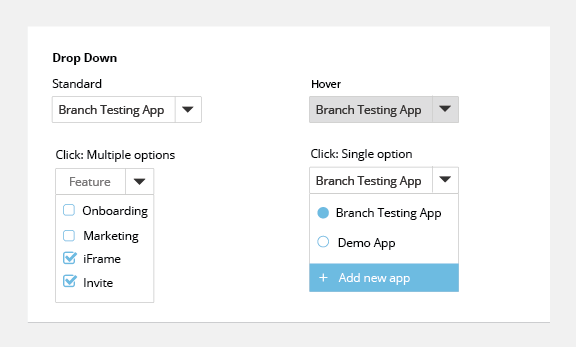 Drop Down
Standard
Branch Testing App
Hover
Branch Testing App
Click: Multiple options
Feature
Onboarding
Marketing
iFrame
Invite
Click: Single option
Branch Testing App
Branch Testing App
Demo App
+ Add new app